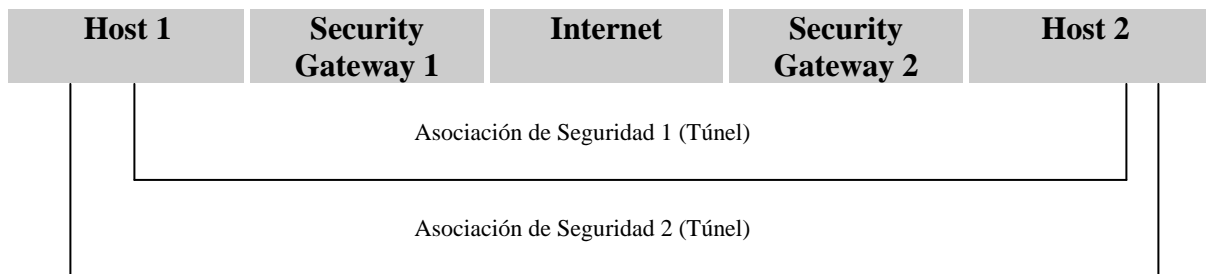 Host 1
Security
Gateway 1
Internet
Security
Gateway 2
Host 2
Asociación de Seguridad 1 (Túnel)
Asociación de Seguridad 2 (Túnel)